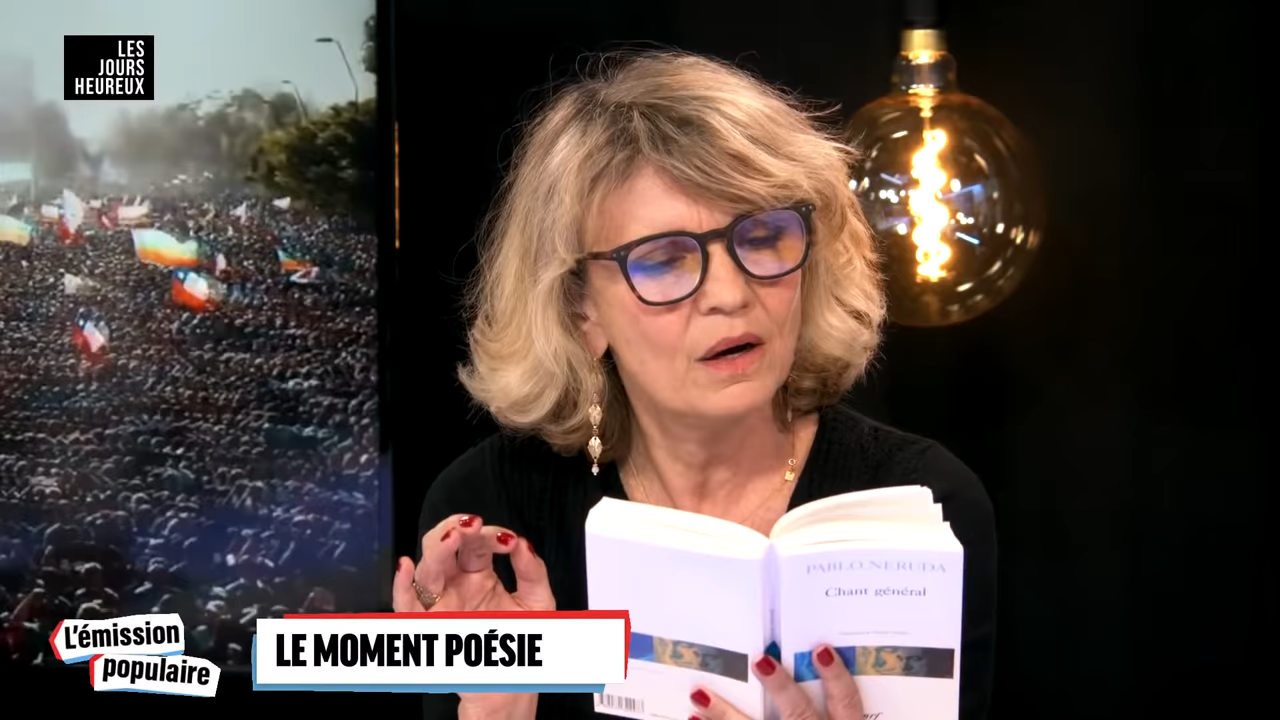 LES
JOURS
HEUREUX
PABLO NERUDA
Chant général
L'émission
populaire
LE MOMENT POÉSIE